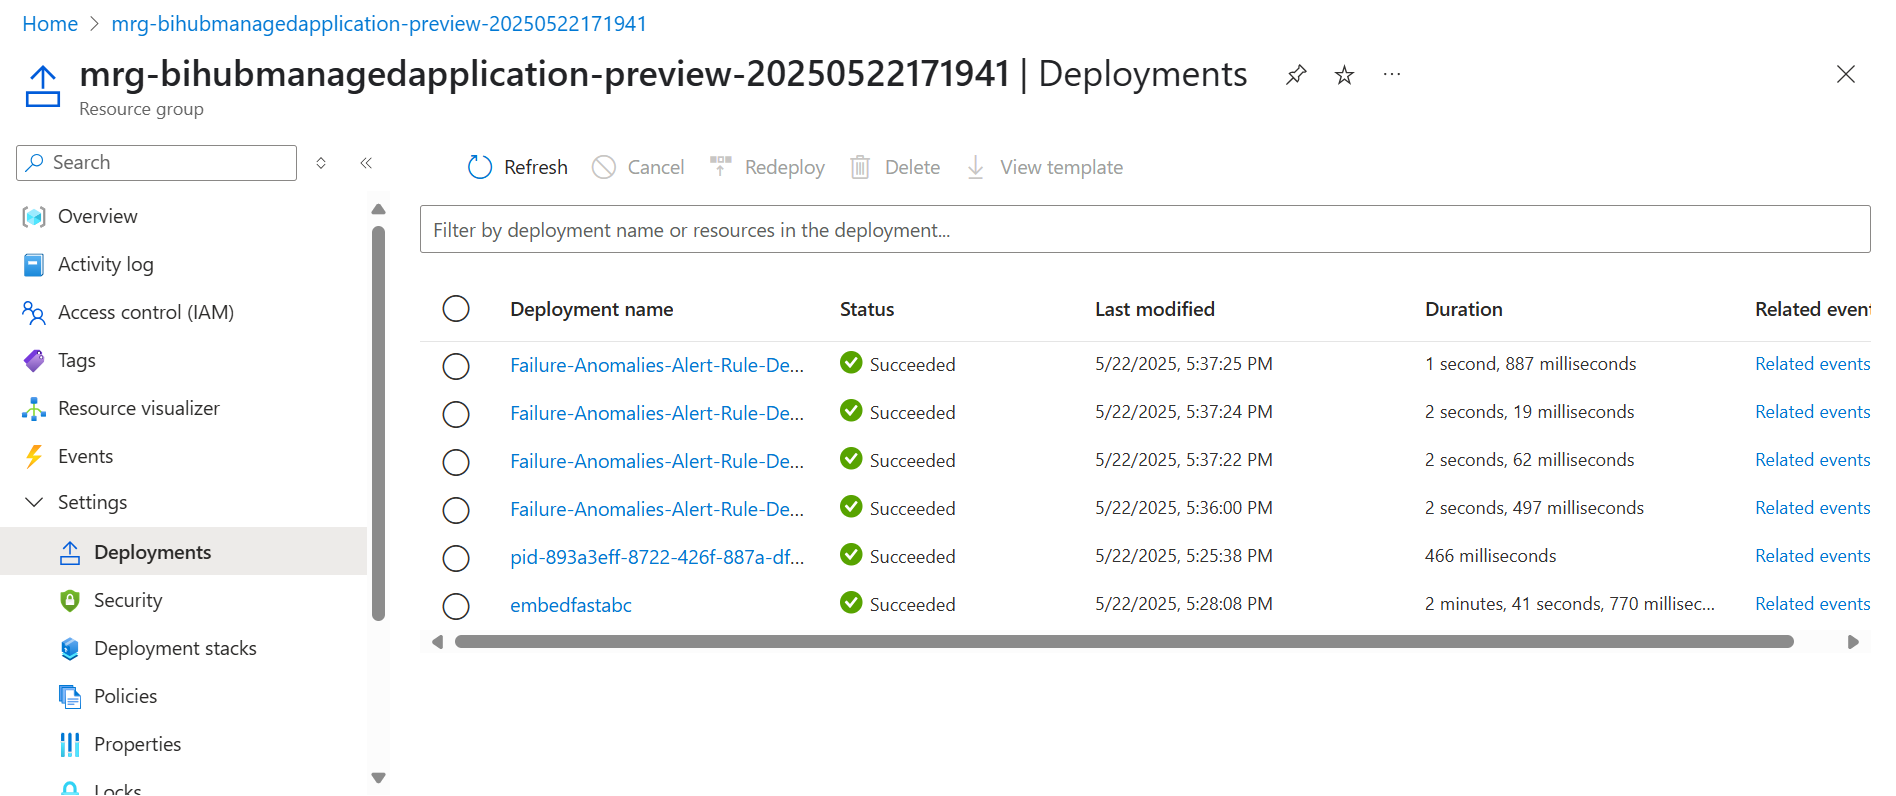 Home > mrg-bihubmanagedapplication-preview-20250522171941
mrg-bihubmanagedapplication-preview-20250522171941 | Deployments
Resource group
Search
Refresh Cancel Redeploy Delete View template
Overview
Activity log
Access control (IAM)
Tags
Resource visualizer
Events
Settings
Deployments
Security
Deployment stacks
Policies
Properties
Locks
Filter by deployment name or resources in the deployment...
Deployment name Status Last modified Duration Related even
Failure-Anomalies-Alert-Rule-De... Succeeded 5/22/2025, 5:37:25 PM 1 second, 887 milliseconds Related events
Failure-Anomalies-Alert-Rule-De... Succeeded 5/22/2025, 5:37:24 PM 2 seconds, 19 milliseconds Related events
Failure-Anomalies-Alert-Rule-De... Succeeded 5/22/2025, 5:37:22 PM 2 seconds, 62 milliseconds Related events
Failure-Anomalies-Alert-Rule-De... Succeeded 5/22/2025, 5:36:00 PM 2 seconds, 497 milliseconds Related events
pid-893a3eff-8722-426f-887a-df... Succeeded 5/22/2025, 5:25:38 PM 466 milliseconds Related events
embedfastabc Succeeded 5/22/2025, 5:28:08 PM 2 minutes, 41 seconds, 770 millisec... Related events